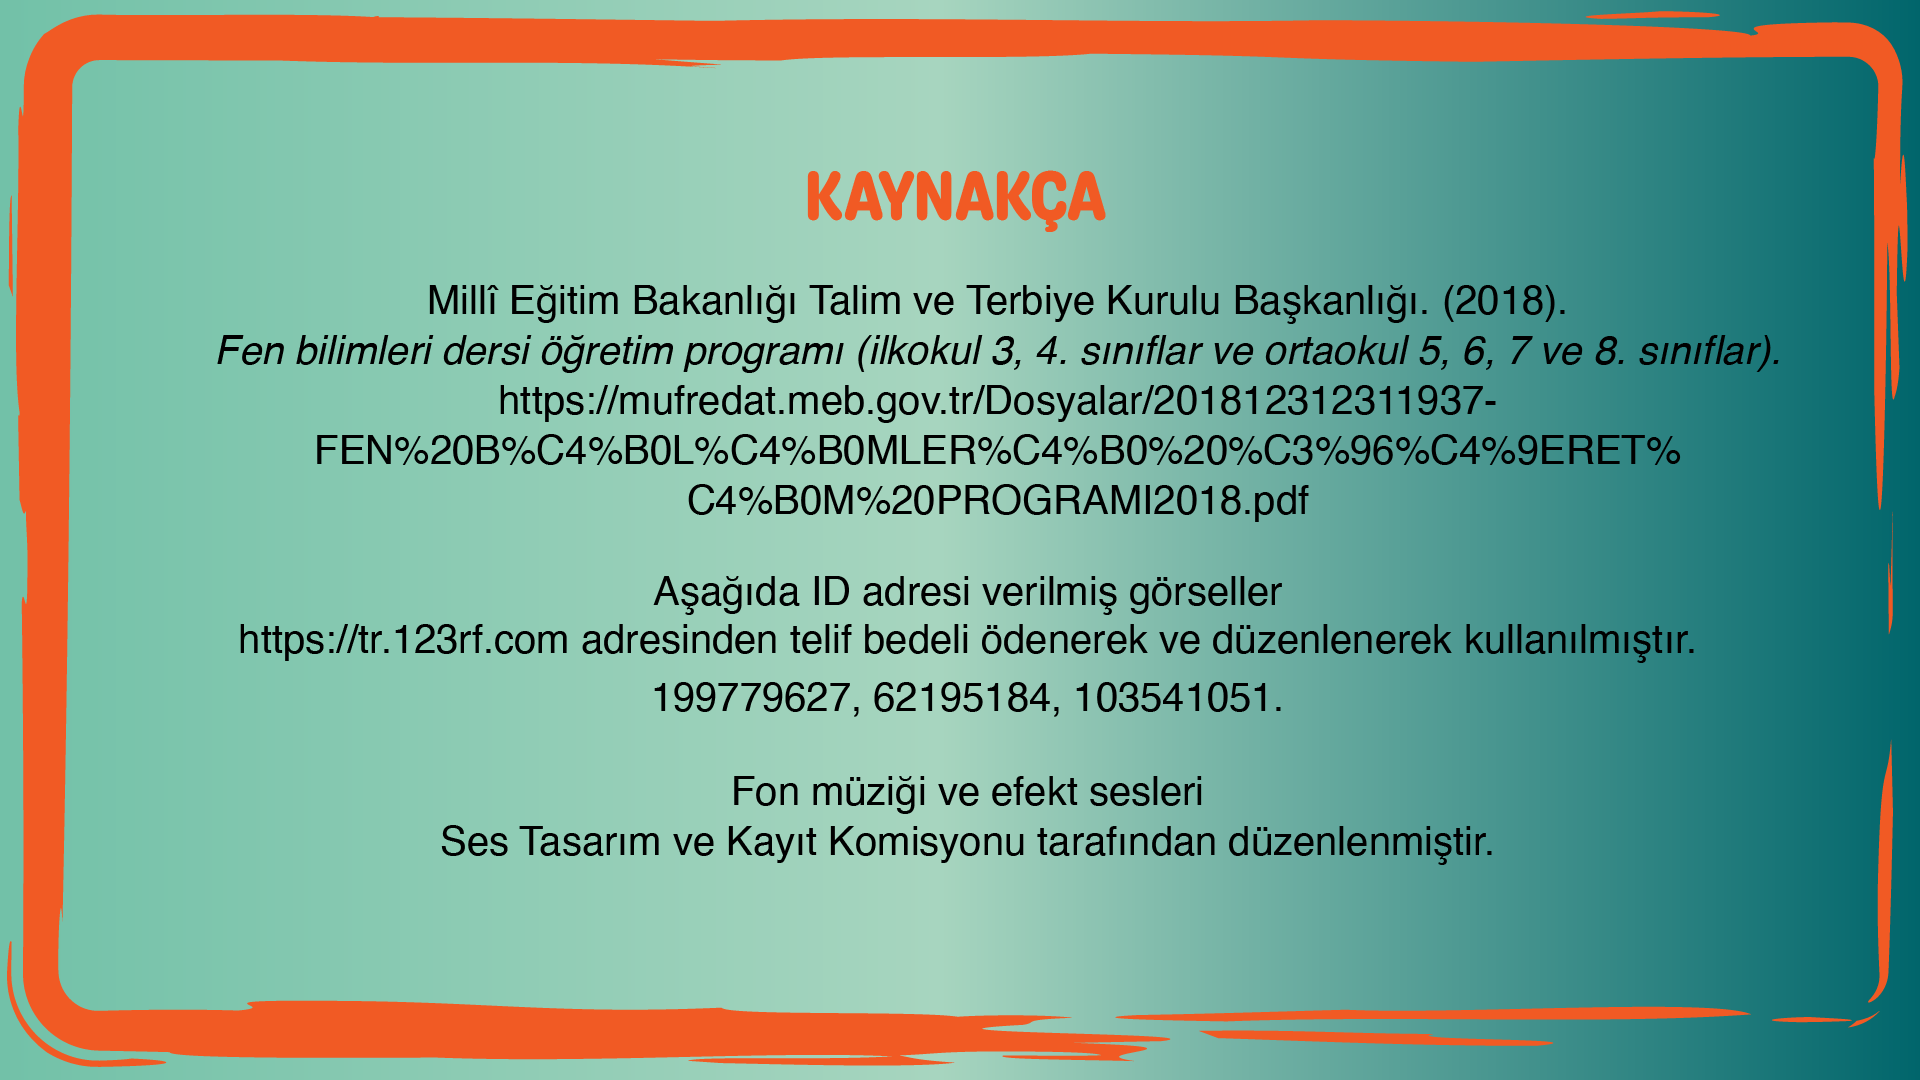 KAYNAKÇA
Millî Eğitim Bakanlığı Talim ve Terbiye Kurulu Başkanlığı. (2018).
Fen bilimleri dersi öğretim programı (ilkokul 3, 4. sınıflar ve ortaokul 5, 6, 7 ve 8. sınıflar).
https://mufredat.meb.gov.tr/Dosyalar/201812312311937-
FEN%20B%C4%B0L%C4%B0MLER%C4%B0%20%C3%96%C4%9ERET%
C4%B0M%20PROGRAMI2018.pdf
Aşağıda ID adresi verilmiş görseller
https://tr.123rf.com adresinden telif bedeli ödenerek ve düzenlenerek kullanılmıştır.
199779627, 62195184, 103541051.
Fon müziği ve efekt sesleri
Ses Tasarım ve Kayıt Komisyonu tarafından düzenlenmiştir.